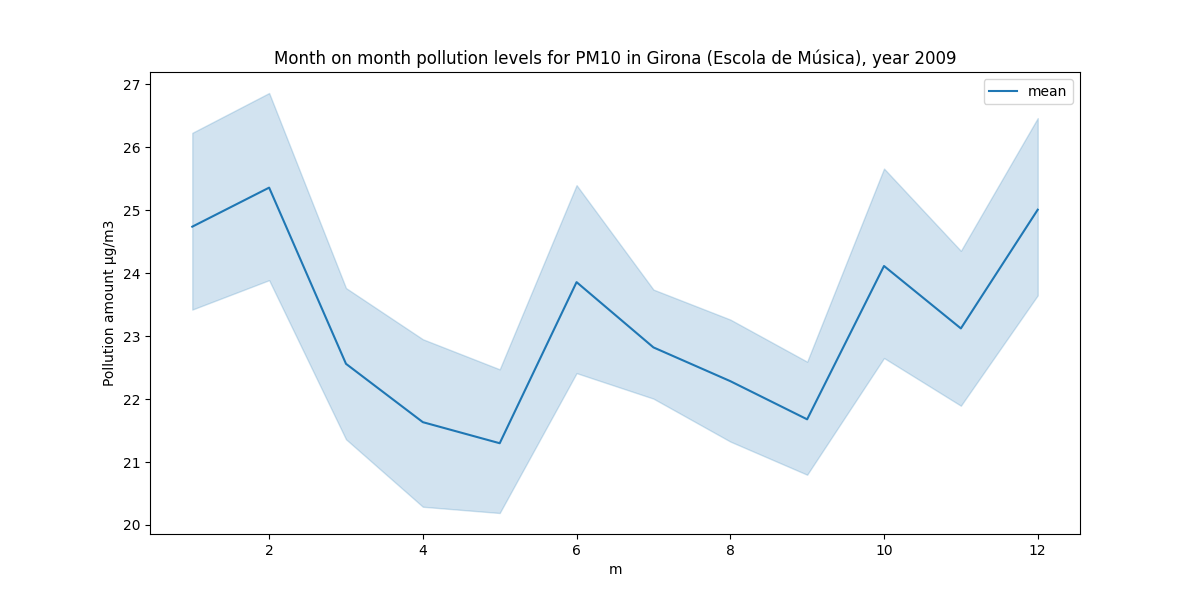 Month on month pollution levels for PM10 in Girona (Escola de Música), year 2009
mean
Pollution amount µg/m3
27
26
25
24
23
22
21
20
2 4 6 8 10 12
m